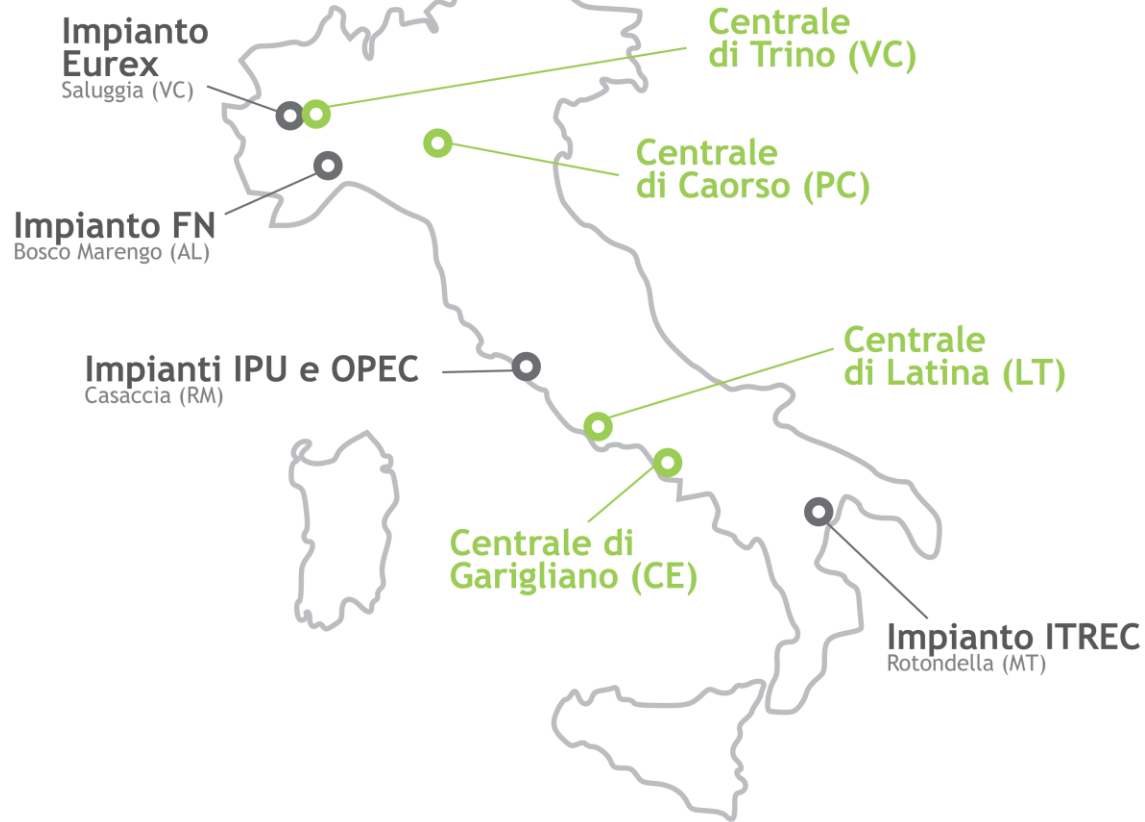 Impianto
Eurex
Saluggia (VC)
Centrale
di Trino (VC)
Centrale
di Caorso (PC)
Impianto FN
Bosco Marengo (AL)
Impianti IPU e OPEC
Casaccia (RM)
Centrale
di Latina (LT)
Centrale di
Garigliano (CE)
Impianto ITREC
Rotondella (MT)